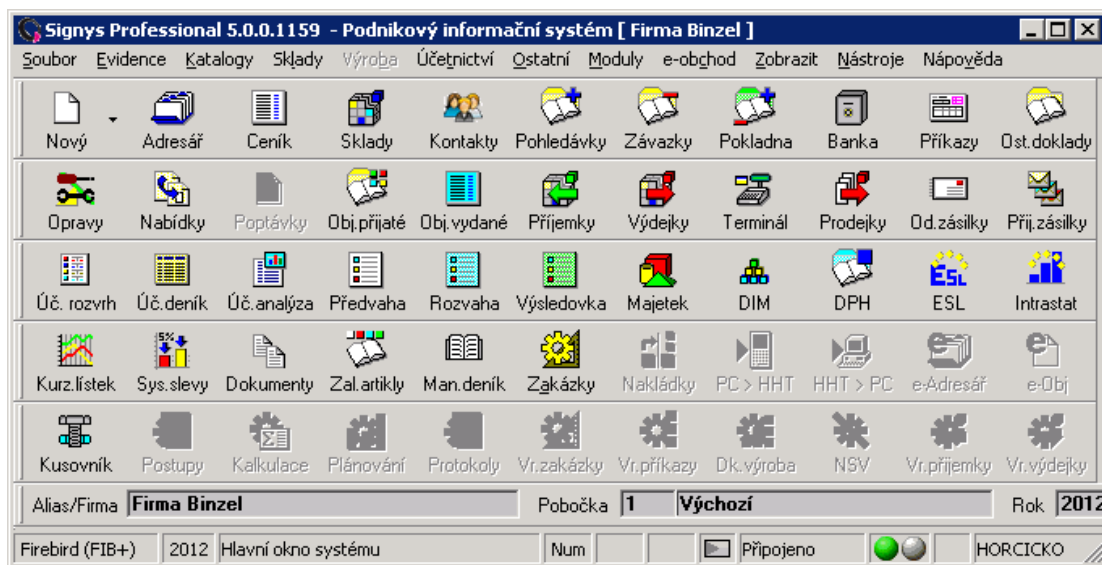 Signys Professional 5.0.0.1159 - Podnikový informační systém [ Firma Binzel ]
Soubor Evidence Katalogy Sklady Výroba Účetnictví Ostatní Moduly e-obchod Zobrazit Nástroje Nápověda
Nový Adresář Ceník Sklady Kontakty Pohledávky Závazky Pokladna Banka Příkazy Ost.doklady
Opravy Nabídky Poptávky Obj.přijaté Obj.vydané Příjemky Výdejky Terminál Prodejky Od.zásilky Přij.zásilky
5%
Úč. rozvrh Úč.deník Úč.analýza Předvaha Rozvaha Výsledovka Majetek DIM DPH ESL Intrastat
Kurz.lístek Sys.slevy Dokumenty Zal.artikly Man.deník Zakázky Nakládky PC > HHT HHT > PC e-Adresář e-Obj
Kusovník Postupy Kalkulace Plánování Protokoly Vr.zakázky Vr.příkazy Dk.výroba NSV Vr.přijemky Vr.výdejky
Alias/Firma Firma Binzel Pobočka 1 Výchozí Rok 2012
Firebird (FIB+) 2012 Hlavní okno systému Num Připojeno HORCICKO